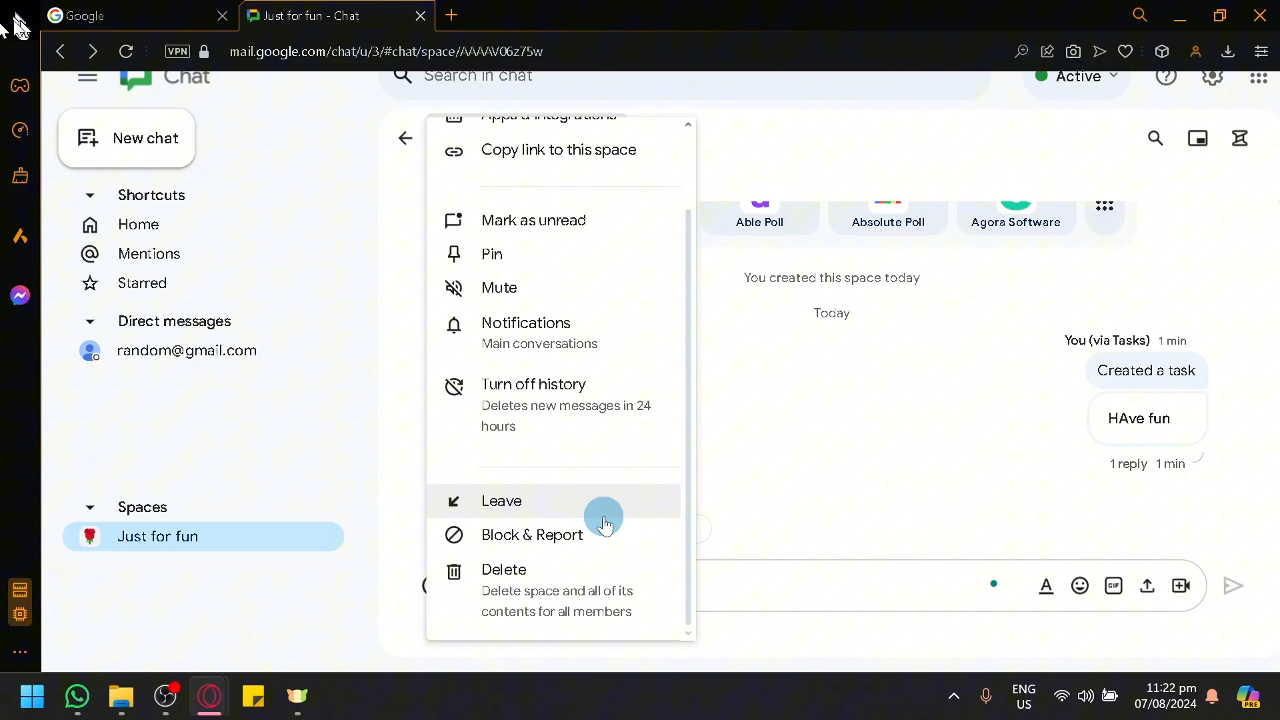 Google
Just for fun - Chat
VPN
mail.google.com/chat/u/3/#chat/space/AAAAV06z75w
Chat
Search in chat
Active
New chat
Shortcuts
Home
Mentions
Starred
Direct messages
random@gmail.com
Spaces
Just for fun
Apps & integrations
Copy link to this space
Mark as unread
Pin
Mute
Notifications
Main conversations
Turn off history
Deletes new messages in 24
hours
Leave
Block & Report
Delete
Delete space and all of its
contents for all members
Able Poll
Absolute Poll
Agora Software
You created this space today
Today
You (via Tasks) 1 min
Created a task
HAve fun
1 reply 1 min
GIF
ENG
US
11:22 pm
07/08/2024
PRE